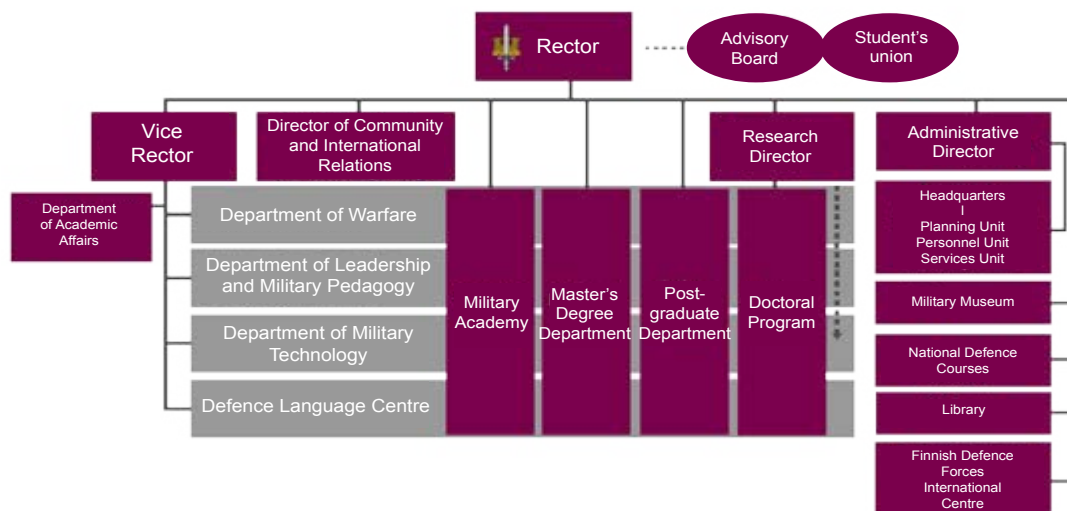 Rector
Advisory
Board
Student's
union
Vice
Rector
Director of Community
and International
Relations
Research
Director
Administrative
Director
Department
of Academic
Affairs
Department of Warfare
Department of Leadership
and Military Pedagogy
Department of Military
Technology
Defence Language Centre
Military
Academy
Master's
Degree
Department
Post-
graduate
Department
Doctoral
Program
Headquarters
I
Planning Unit
Personnel Unit
Services Unit
Military Museum
National Defence
Courses
Library
Finnish Defence
Forces
International
Centre